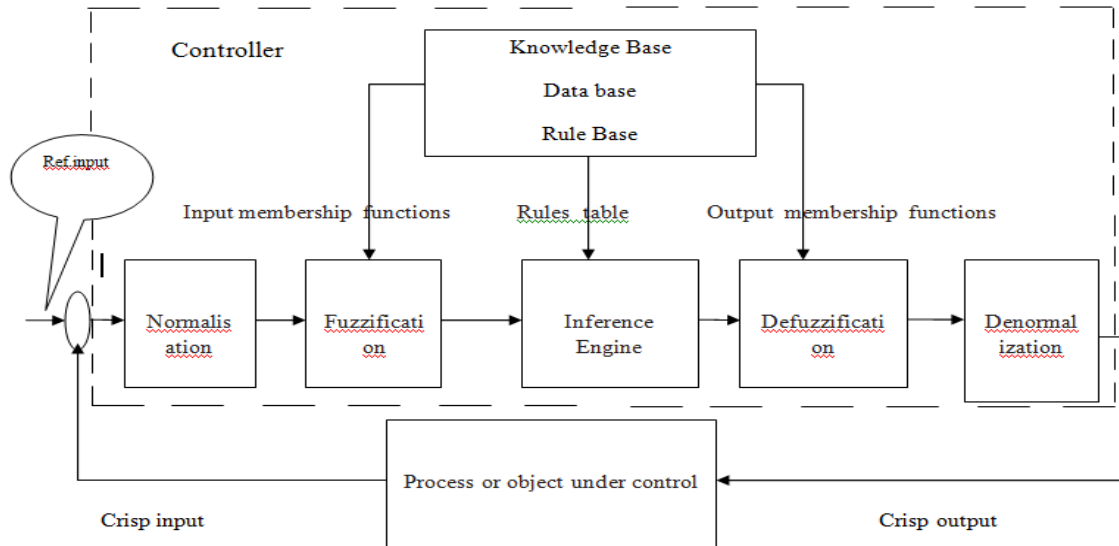 Controller
Knowledge Base
Data base
Rule Base
Ref.input
Input membership functions
Rules table
Output membership functions
Normalis
ation
Fuzzificati
on
Inference
Engine
Defuzzificati
on
Denormal
ization
Process or object under control
Crisp input
Crisp output